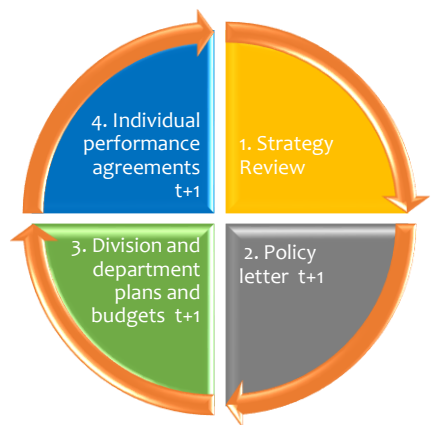 1. Strategy
Review
2. Policy
letter t+1
3. Division and
department
plans and
budgets t+1
4. Individual
performance
agreements
t+1